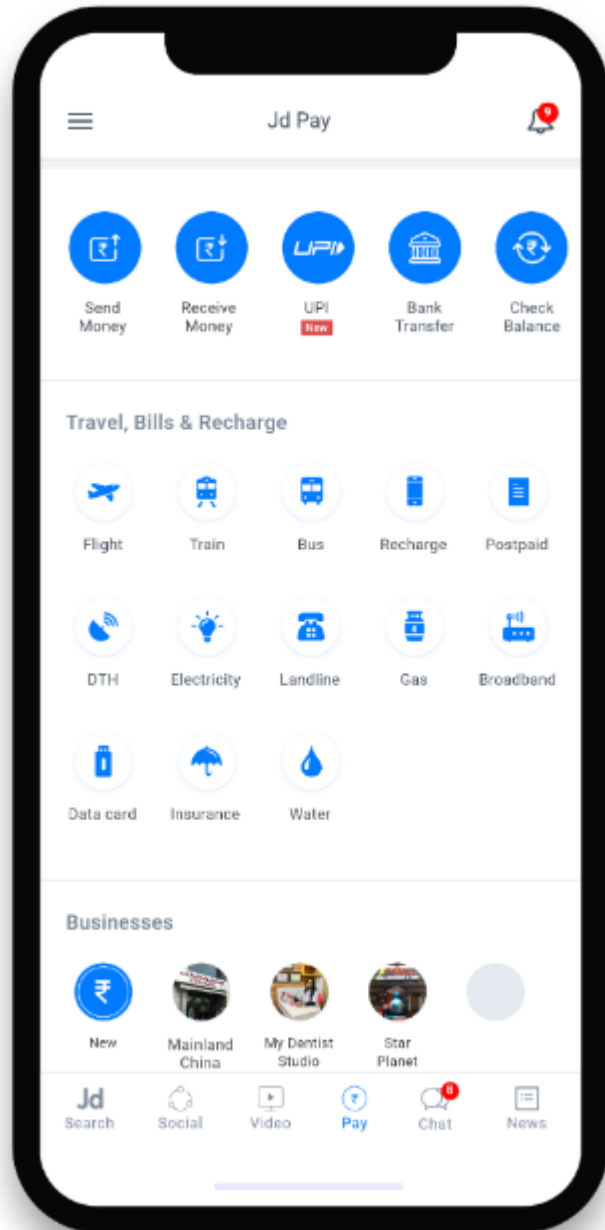 Jd Pay
9
Send
Money
Receive
Money
UPI
UPI
New
Bank
Transfer
Check
Balance
Travel, Bills & Recharge
Flight
Train
Bus
Recharge
Postpaid
DTH
Electricity
Landline
Gas
Broadband
Data card
Insurance
Water
Businesses
New
Mainland
China
My Dentist
Studio
Star
Planet
Jd
Search
Social
Video
Pay
8
Chat
News